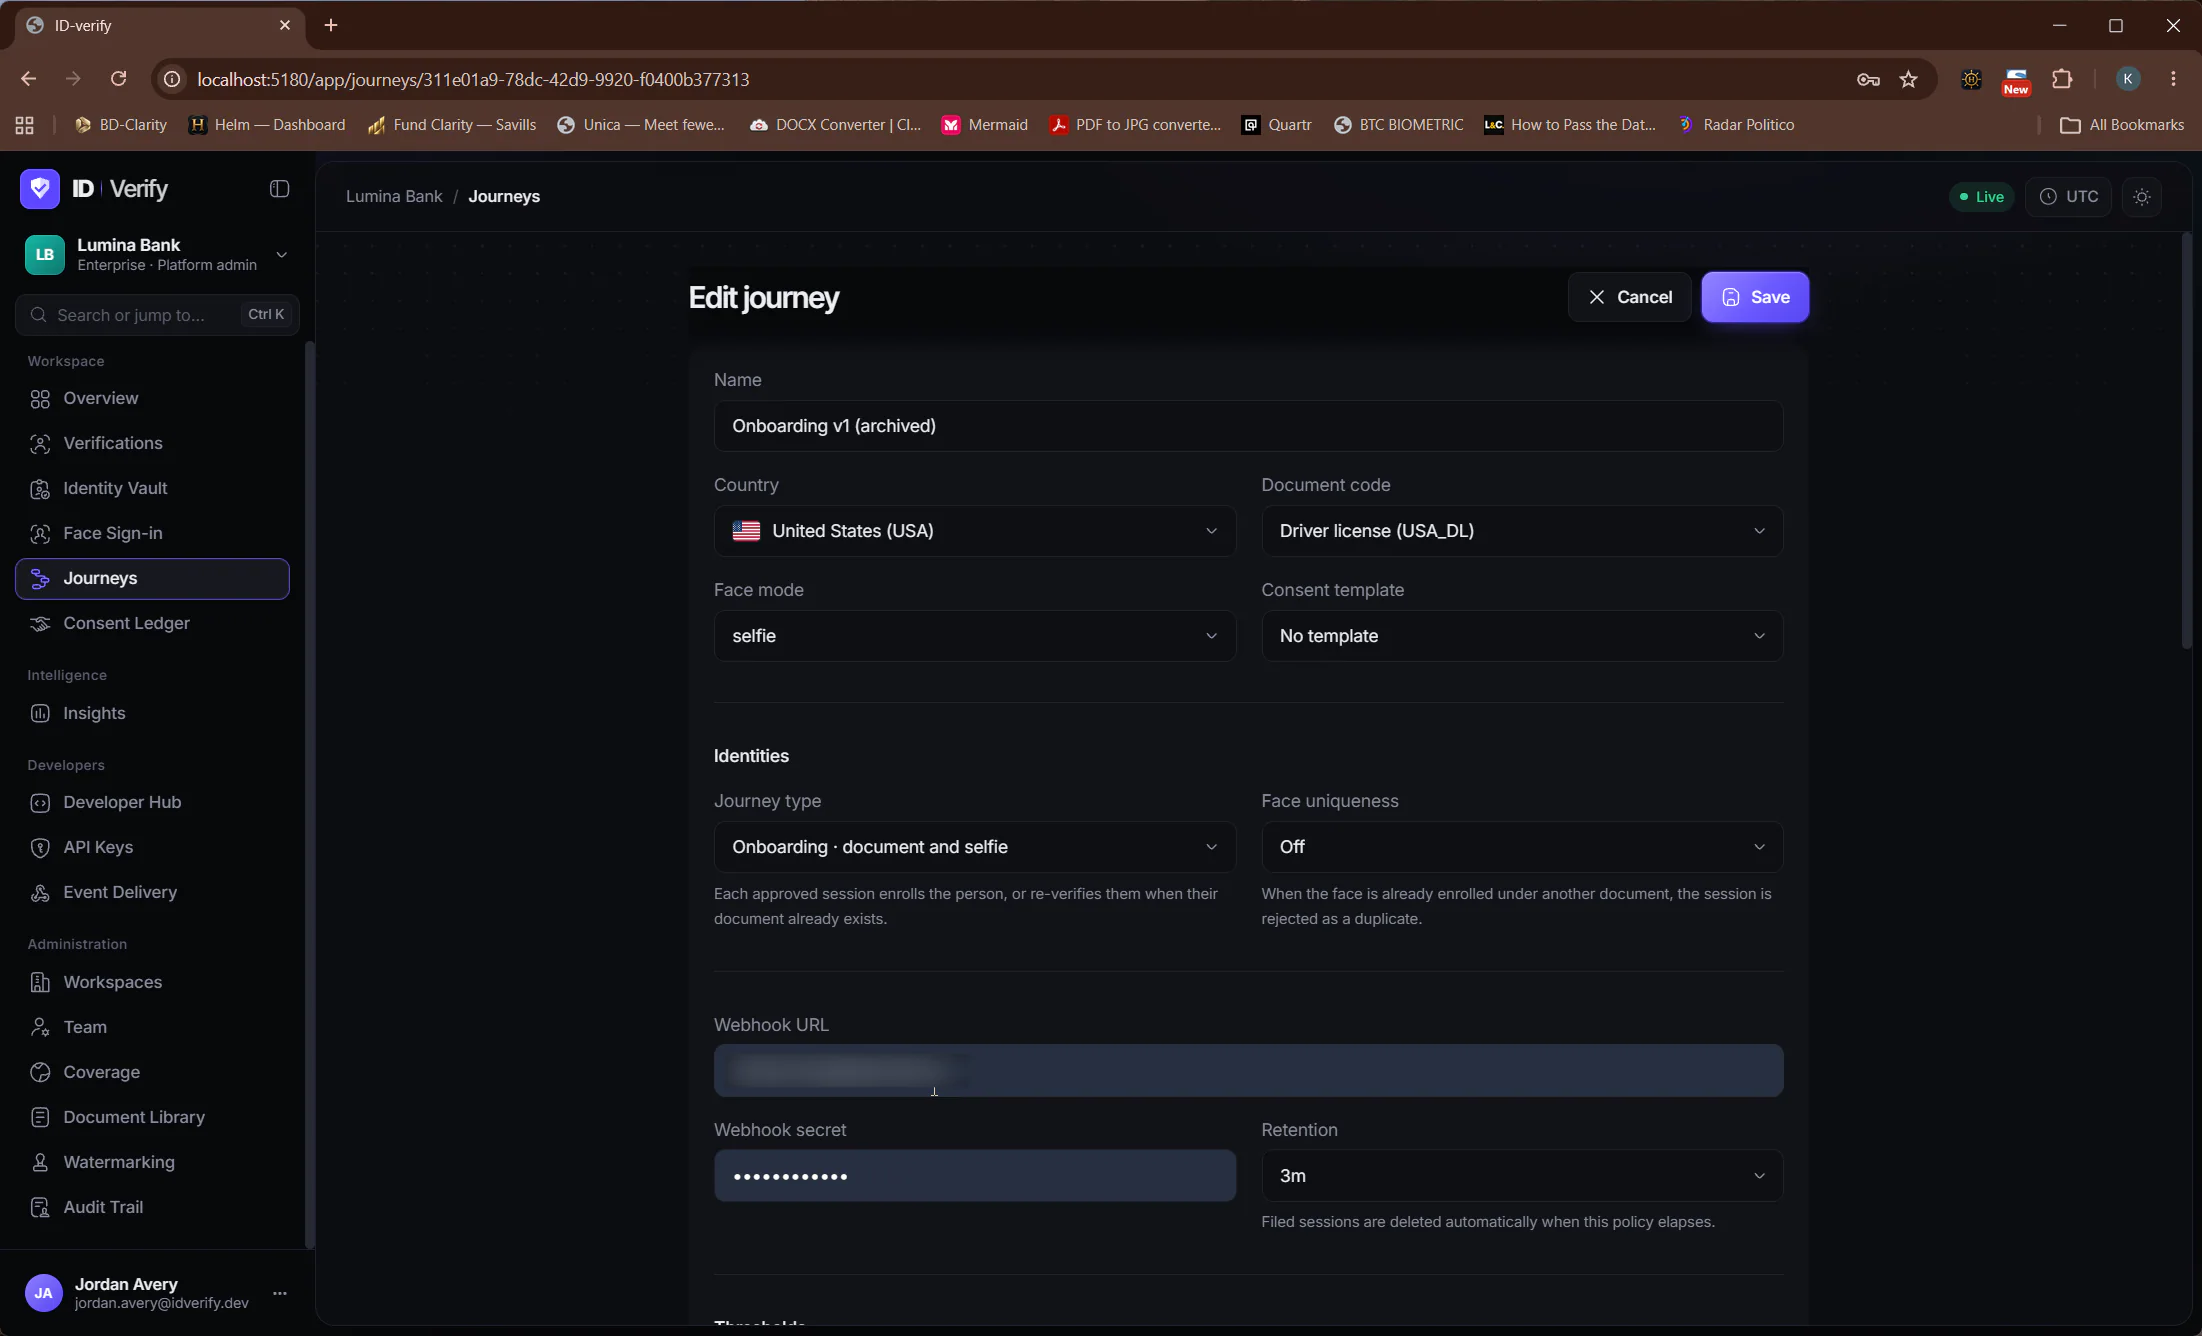 ID-verify
localhost:5180/app/journeys/311e01a9-78dc-42d9-9920-f0400b377313
New
K
BD-Clarity
Helm — Dashboard
Fund Clarity — Savills
Unica — Meet fewe...
DOCX Converter | Cl...
Mermaid
PDF to JPG converte...
Quartr
BTC BIOMETRIC
L&C.
How to Pass the Dat...
Radar Politico
All Bookmarks
ID Verify
LB
Lumina Bank
Enterprise · Platform admin
Search or jump to...
Ctrl K
Workspace
Overview
Verifications
Identity Vault
Face Sign-in
Journeys
Consent Ledger
Intelligence
Insights
Developers
Developer Hub
API Keys
Event Delivery
Administration
Workspaces
Team
Coverage
Document Library
Watermarking
Audit Trail
JA
Jordan Avery
jordan.avery@idverify.dev
Lumina Bank / Journeys
Live
UTC
Edit journey
Cancel
Save
Name
Onboarding v1 (archived)
Country
Document code
United States (USA)
Driver license (USA_DL)
Face mode
Consent template
selfie
No template
Identities
Journey type
Face uniqueness
Onboarding · document and selfie
Off
Each approved session enrolls the person, or re-verifies them when their
document already exists.
When the face is already enrolled under another document, the session is
rejected as a duplicate.
Webhook URL
Webhook secret
Retention
••••••••••••
3m
Filed sessions are deleted automatically when this policy elapses.
Thresholds